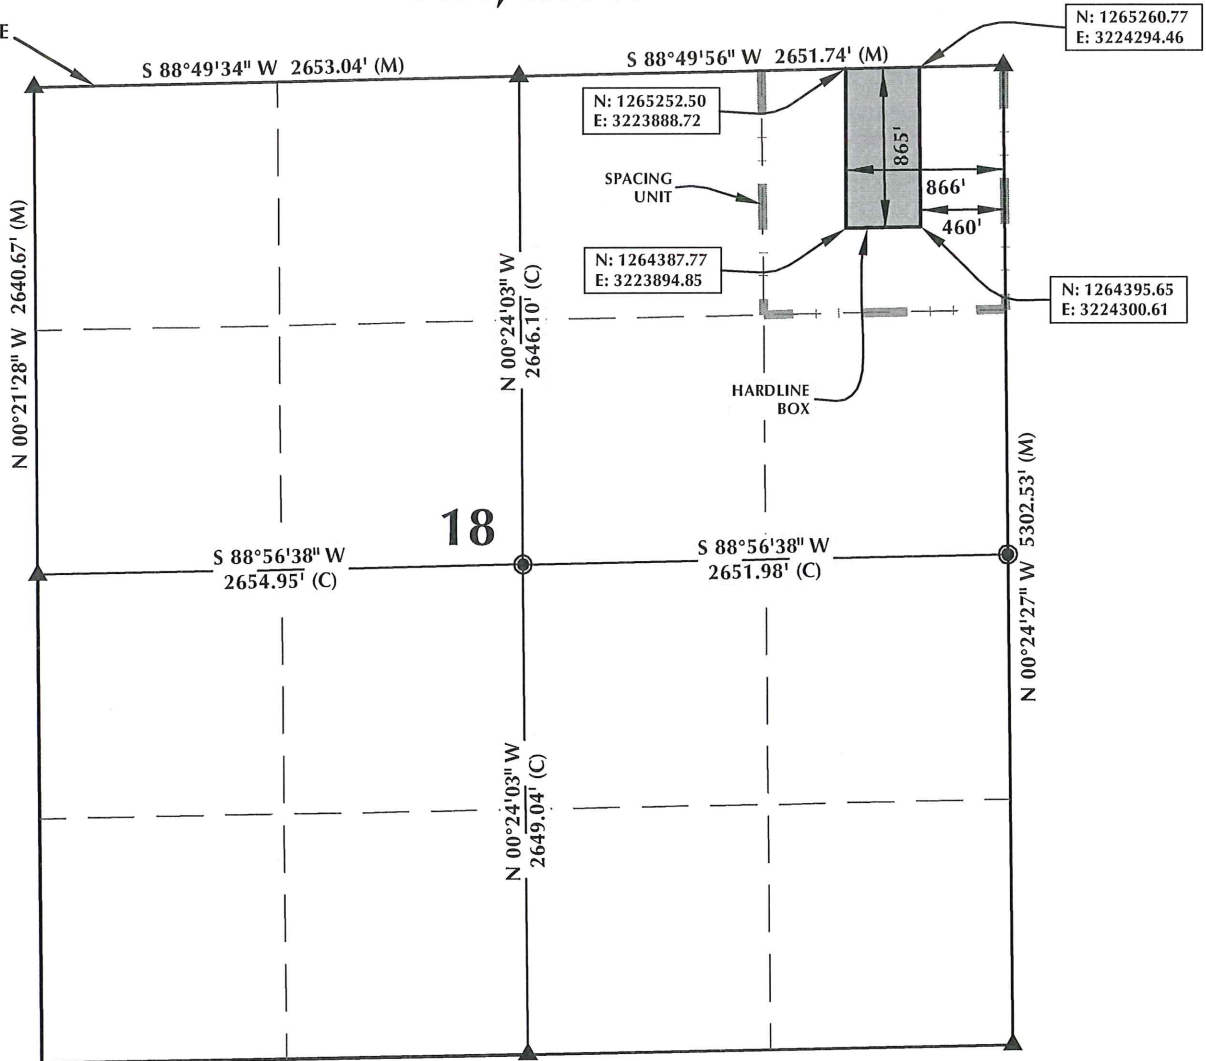 E
N: 1265260.77
E: 3224294.46
S 88°49'34" W 2653.04' (M)
S 88°49'56" W 2651.74' (M)
N: 1265252.50
E: 3223888.72
865'
SPACING
UNIT
866'
460'
N: 1264387.77
E: 3223894.85
N: 1264395.65
E: 3224300.61
N 00°21'28" W 2640.67' (M)
N 00°24'03" W
2646.10' (C)
HARDLINE
BOX
18
S 88°56'38" W
2654.95' (C)
S 88°56'38" W
2651.98' (C)
N 00°24'27" W 5302.53' (M)
N 00°24'03" W
2649.04' (C)